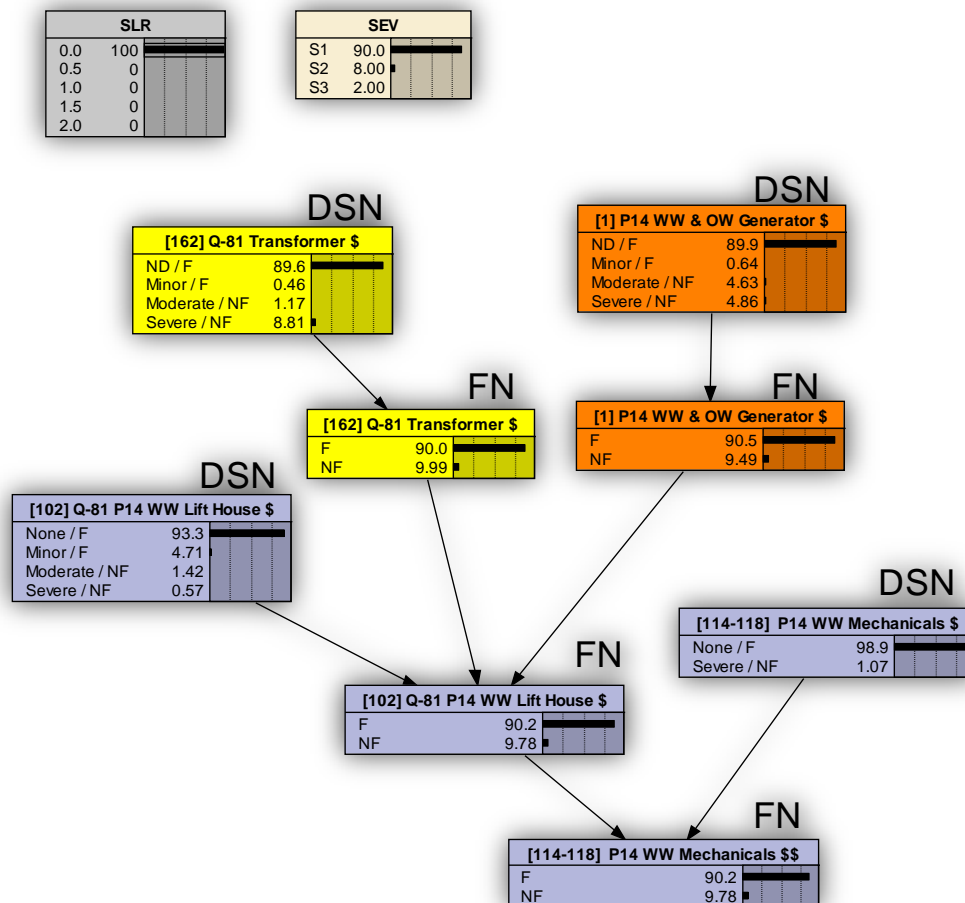 SLR
0.0 100
0.5 0
1.0 0
1.5 0
2.0 0
SEV
S1 90.0
S2 8.00
S3 2.00
DSN
[162] Q-81 Transformer $
ND / F 89.6
Minor / F 0.46
Moderate / NF 1.17
Severe / NF 8.81
DSN
[1] P14 WW & OW Generator $
ND / F 89.9
Minor / F 0.64
Moderate / NF 4.63
Severe / NF 4.86
FN
[162] Q-81 Transformer $
F 90.0
NF 9.99
FN
[1] P14 WW & OW Generator $
F 90.5
NF 9.49
DSN
[102] Q-81 P14 WW Lift House $
None / F 93.3
Minor / F 4.71
Moderate / NF 1.42
Severe / NF 0.57
DSN
[114-118] P14 WW Mechanicals $
None / F 98.9
Severe / NF 1.07
FN
[102] Q-81 P14 WW Lift House $
F 90.2
NF 9.78
FN
[114-118] P14 WW Mechanicals $$
F 90.2
NF 9.78